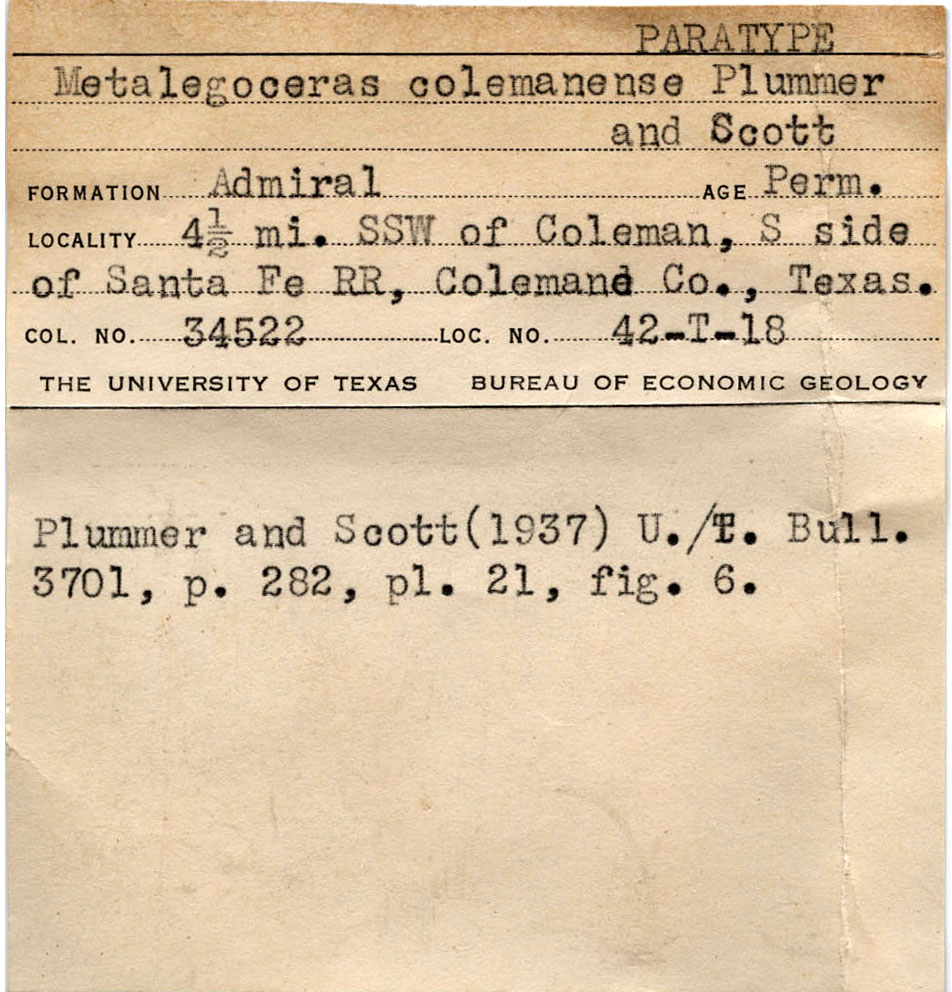 PARATYPE
Metalegoceras colemanense Plummer
and Scott
FORMATION Admiral AGE Perm.
LOCALITY 4½ mi. SSW of Coleman, S side
of Santa Fe RR, Colemand Co., Texas.
COL. NO. 34522 LOC. NO. 42-T-18
THE UNIVERSITY OF TEXAS BUREAU OF ECONOMIC GEOLOGY
Plummer and Scott(1937) U./T. Bull.
3701, p. 282, pl. 21, fig. 6.